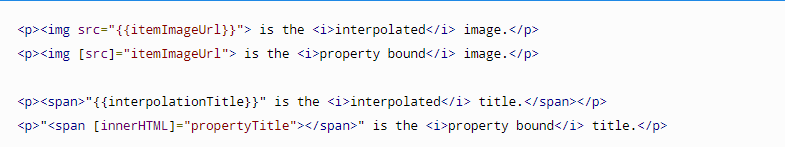 <p><img src="{{itemImageUrl}}"> is the <i>interpolated</i> image.</p>
<p><img [src]="itemImageUrl"> is the <i>property bound</i> image.</p>
<p><span>"{{interpolationTitle}}" is the <i>interpolated</i> title.</span></p>
<p>"<span [innerHTML]="propertyTitle"></span>" is the <i>property bound</i> title.</p>